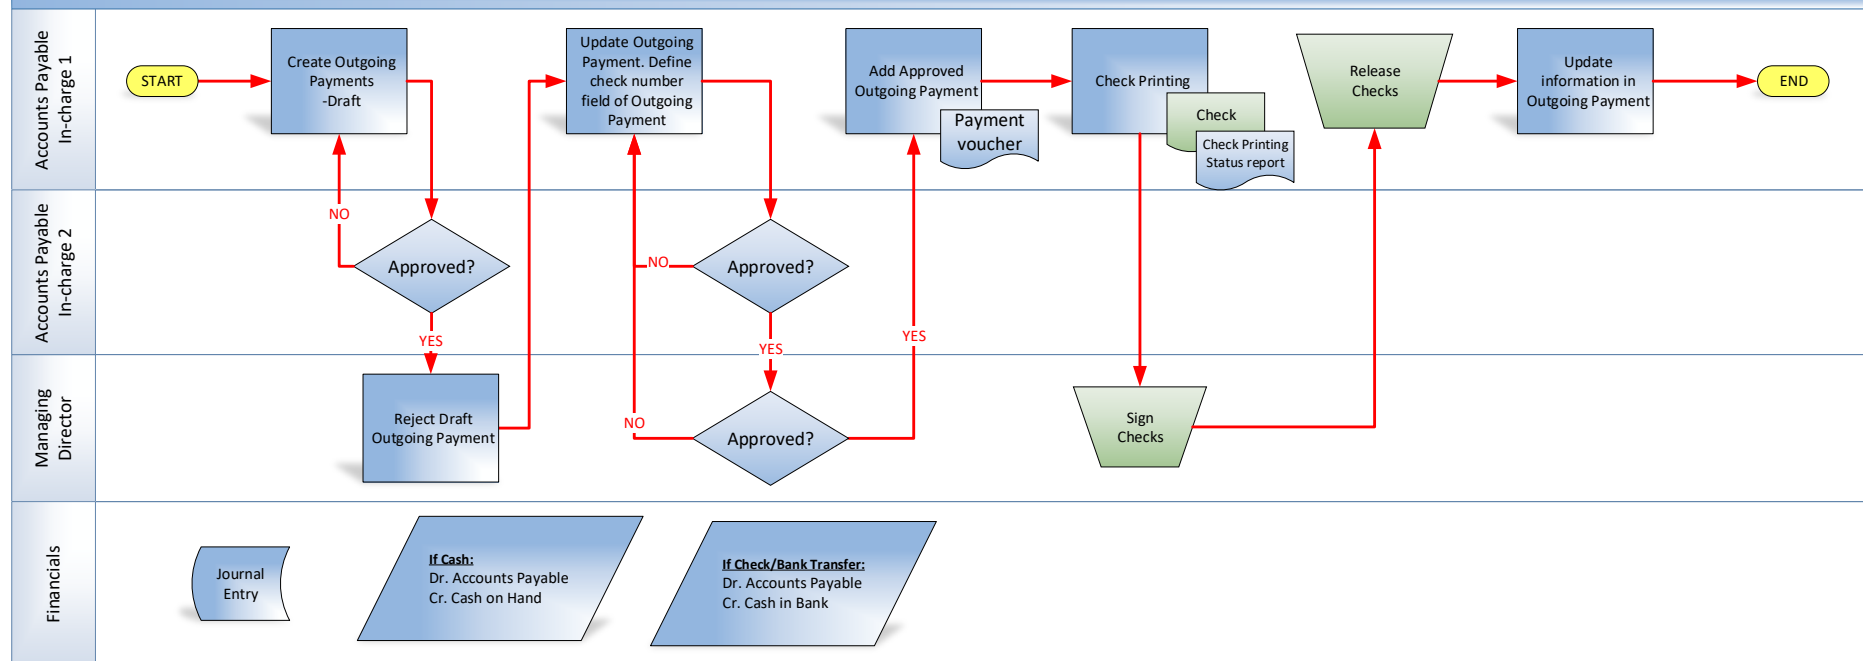 Accounts Payable
In-charge 1
START
Create Outgoing
Payments
-Draft
Update Outgoing
Payment. Define
check number
field of Outgoing
Payment
Add Approved
Outgoing Payment
Payment
voucher
Check Printing
Check
Check Printing
Status report
Release
Checks
Update
information in
Outgoing Payment
END
Accounts Payable
In-charge 2
NO
Approved?
YES
NO
Approved?
YES
YES
Managing
Director
Reject Draft
Outgoing Payment
NO
Approved?
Sign
Checks
Financials
Journal
Entry
If Cash:
Dr. Accounts Payable
Cr. Cash on Hand
If Check/Bank Transfer:
Dr. Accounts Payable
Cr. Cash in Bank